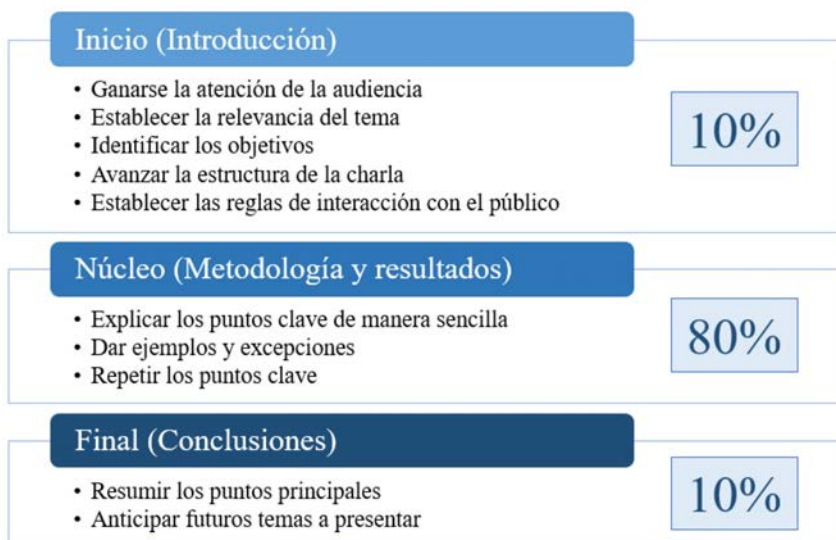 Inicio (Introducción)
• Ganarse la atención de la audiencia
• Establecer la relevancia del tema
• Identificar los objetivos
• Avanzar la estructura de la charla
• Establecer las reglas de interacción con el público
10%
Núcleo (Metodología y resultados)
• Explicar los puntos clave de manera sencilla
• Dar ejemplos y excepciones
• Repetir los puntos clave
80%
Final (Conclusiones)
• Resumir los puntos principales
• Anticipar futuros temas a presentar
10%